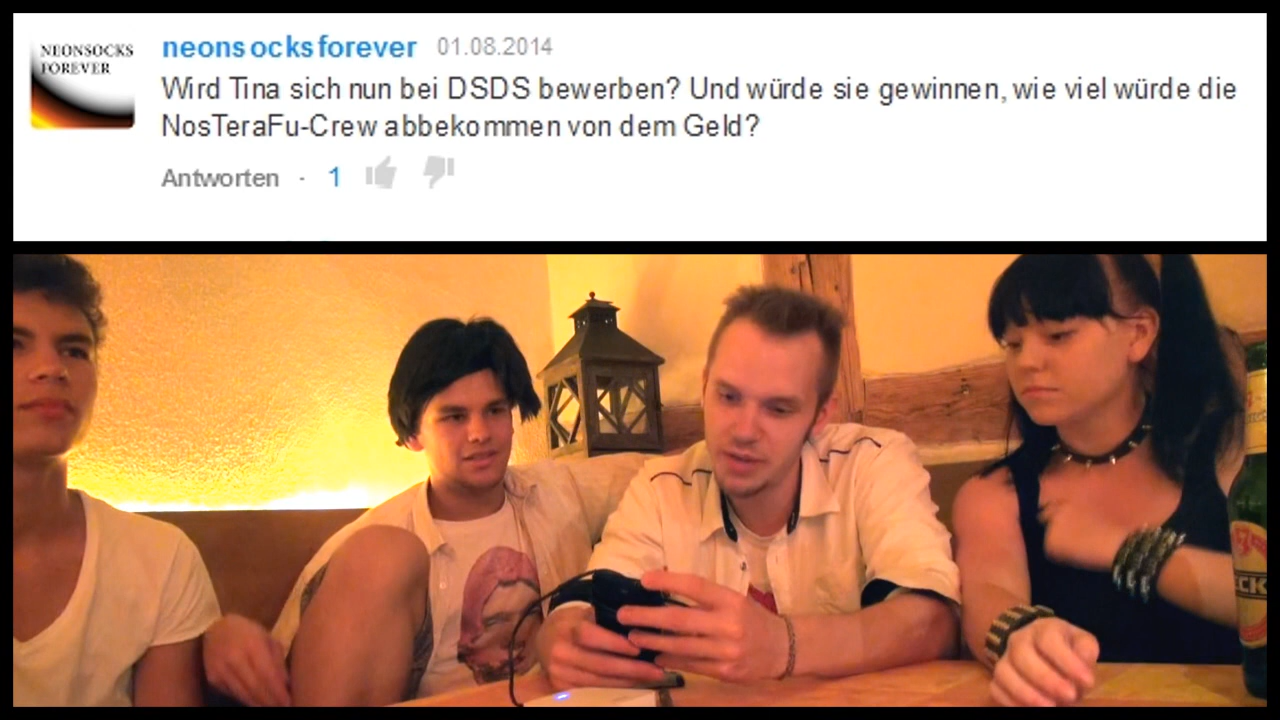 NEONSOCKS
FOREVER
neonsocksforever 01.08.2014
Wird Tina sich nun bei DSDS bewerben? Und würde sie gewinnen, wie viel würde die
NosTeraFu-Crew abbekommen von dem Geld?
Antworten · 1